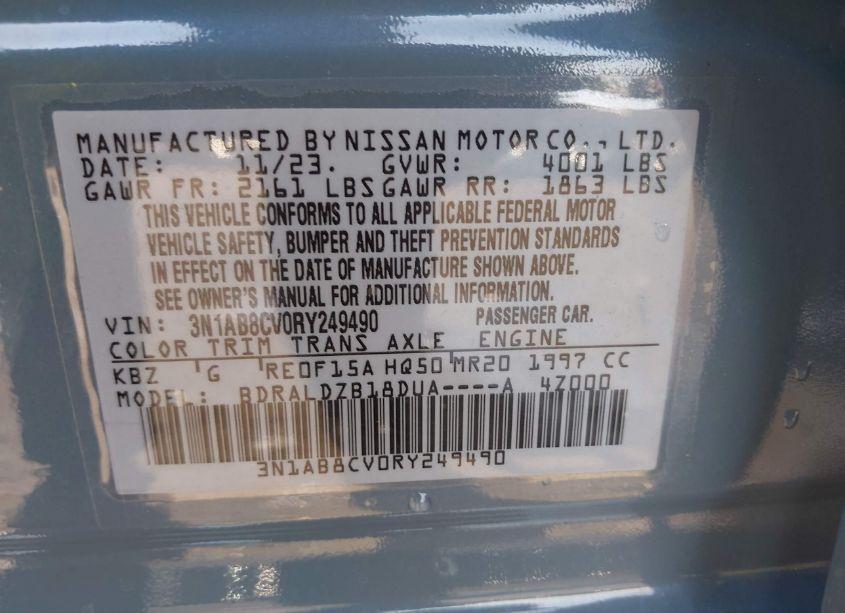 MANUFACTURED BY NISSAN MOTOR CO., LTD.
DATE: 11/23. GVWR: 4001 LBS
GAWR FR: 2161 LBS GAWR RR: 1863 LBS
THIS VEHICLE CONFORMS TO ALL APPLICABLE FEDERAL MOTOR
VEHICLE SAFETY, BUMPER AND THEFT PREVENTION STANDARDS
IN EFFECT ON THE DATE OF MANUFACTURE SHOWN ABOVE.
SEE OWNER'S MANUAL FOR ADDITIONAL INFORMATION.
VIN: 3N1AB8CV0RY249490 PASSENGER CAR.
COLOR TRIM TRANS AXLE ENGINE
KBZ G RE0F15A HQ50 MR20 1997 CC
MODEL: BDRALDZB18DUA----A 4Z000
3N1AB8CV0RY249490